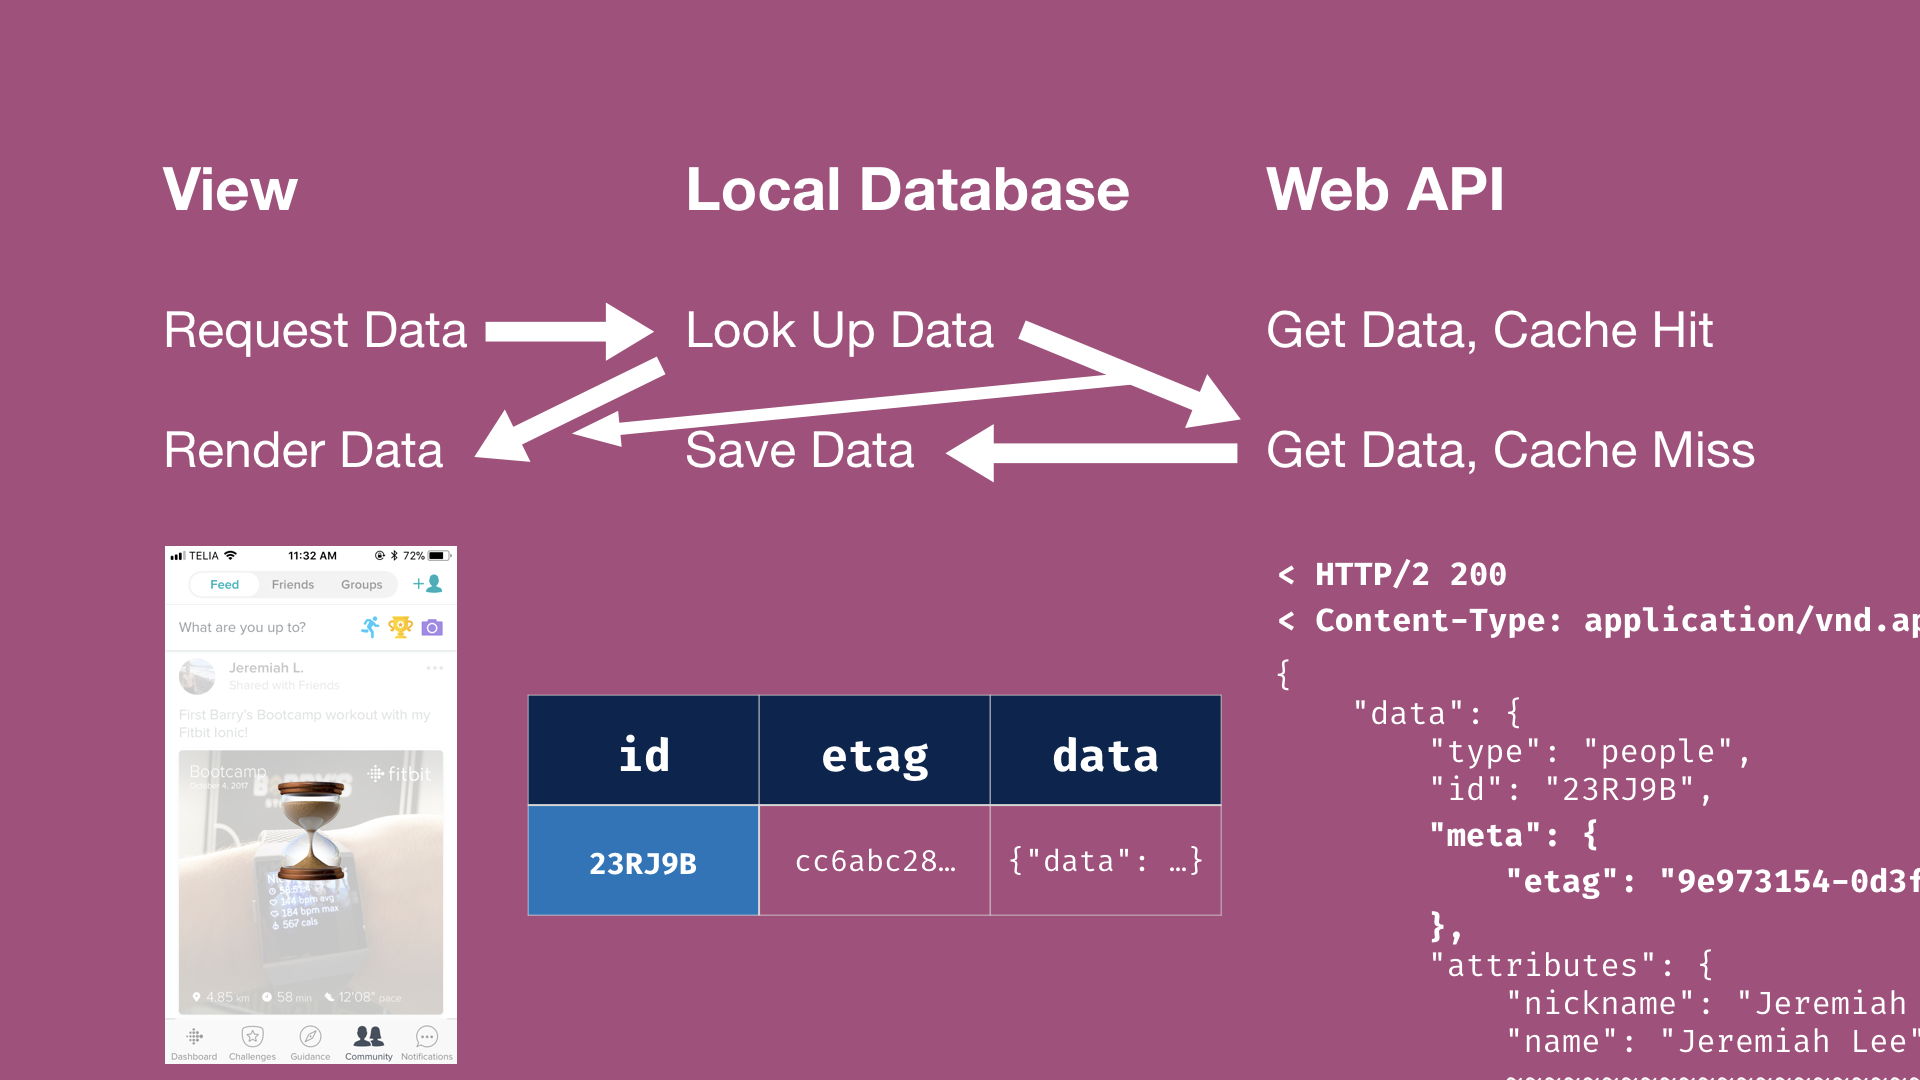 View
Local Database
Web API
Request Data
Look Up Data
Get Data, Cache Hit
Render Data
Save Data
Get Data, Cache Miss
TELIA 11:32 AM 72%
Feed Friends Groups
What are you up to?
Jeremiah L.
Shared with Friends
First Barry's Bootcamp workout with my
Fitbit Ionic!
Bootcamp fitbit
October 4, 2017
144 bpm avg
184 bpm max
567 cals
4.85 km 58 min 12'08" pace
Dashboard Challenges Guidance Community Notifications
id etag data
23RJ9B cc6abc28… {"data": …}
< HTTP/2 200
< Content-Type: application/vnd.ap
{
"data": {
"type": "people",
"id": "23RJ9B",
"meta": {
"etag": "9e973154-0d3f
},
"attributes": {
"nickname": "Jeremiah
"name": "Jeremiah Lee"